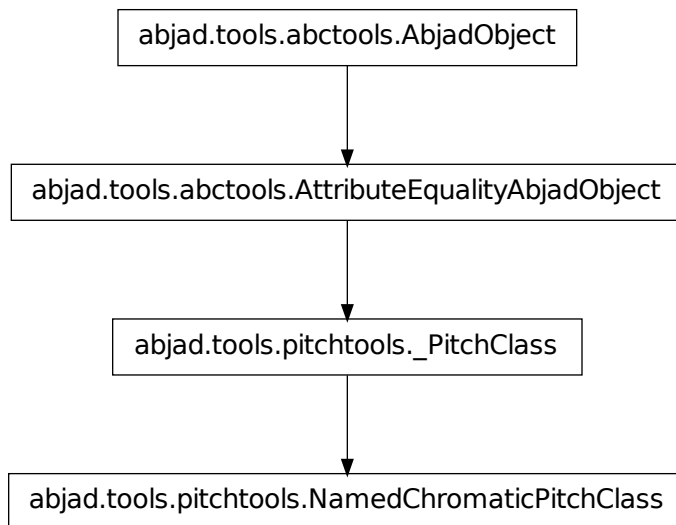 abjad.tools.abctools.AbjadObject
abjad.tools.abctools.AttributeEqualityAbjadObject
abjad.tools.pitchtools._PitchClass
abjad.tools.pitchtools.NamedChromaticPitchClass